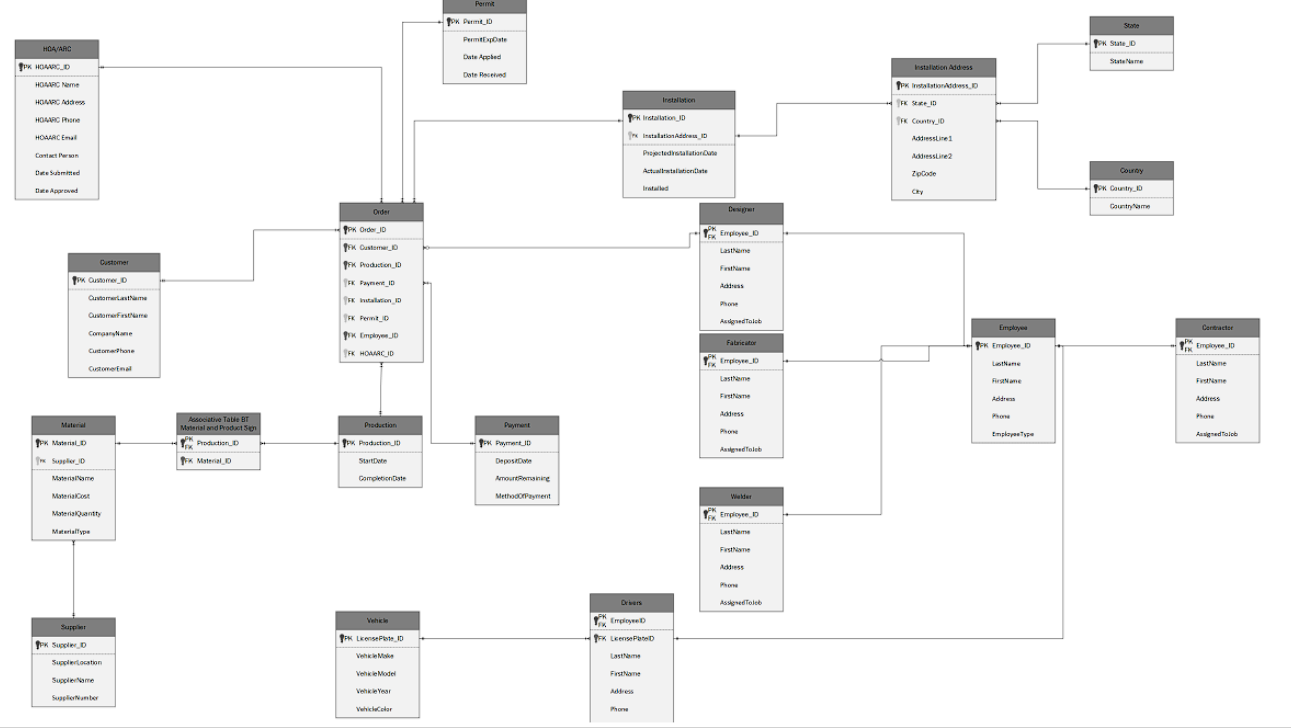 Permit
PK Permit_ID
PermitExpDate
Date Applied
Date Received
HOA/ARC
PK HOAARC_ID
HOAARC Name
HOAARC Address
HOAARC Phone
HOAARC Email
Contact Person
Date Submitted
Date Approved
Installation
PK Installation_ID
FK InstallationAddress_ID
ProjectedInstallationDate
ActualInstallationDate
Installed
Installation Address
PK InstallationAddress_ID
FK State_ID
FK Country_ID
AddressLine1
AddressLine2
ZipCode
City
State
PK State_ID
StateName
Country
PK Country_ID
CountryName
Order
PK Order_ID
FK Customer_ID
FK Production_ID
FK Payment_ID
FK Installation_ID
FK Permit_ID
FK Employee_ID
FK HOAARC_ID
Customer
PK Customer_ID
CustomerLastName
CustomerFirstName
CompanyName
CustomerPhone
CustomerEmail
Designer
PK
FK Employee_ID
LastName
FirstName
Address
Phone
AssignedToJob
Fabricator
PK
FK Employee_ID
LastName
FirstName
Address
Phone
AssignedToJob
Employee
PK Employee_ID
LastName
FirstName
Address
Phone
EmployeeType
Contractor
PK
FK Employee_ID
LastName
FirstName
Address
Phone
AssignedToJob
Material
PK Material_ID
FK Supplier_ID
MaterialName
MaterialCost
MaterialQuantity
MaterialType
Associative Table BT
Material and Product Sign
PK
FK Production_ID
FK Material_ID
Production
PK Production_ID
StartDate
CompletionDate
Payment
PK Payment_ID
DepositDate
AmountRemaining
MethodOfPayment
Welder
PK
FK Employee_ID
LastName
FirstName
Address
Phone
AssignedToJob
Supplier
PK Supplier_ID
SupplierLocation
SupplierName
SupplierNumber
Vehicle
PK LicensePlate_ID
VehicleMake
VehicleModel
VehicleYear
VehicleColor
Drivers
PK
FK EmployeeID
FK LicensePlateID
LastName
FirstName
Address
Phone